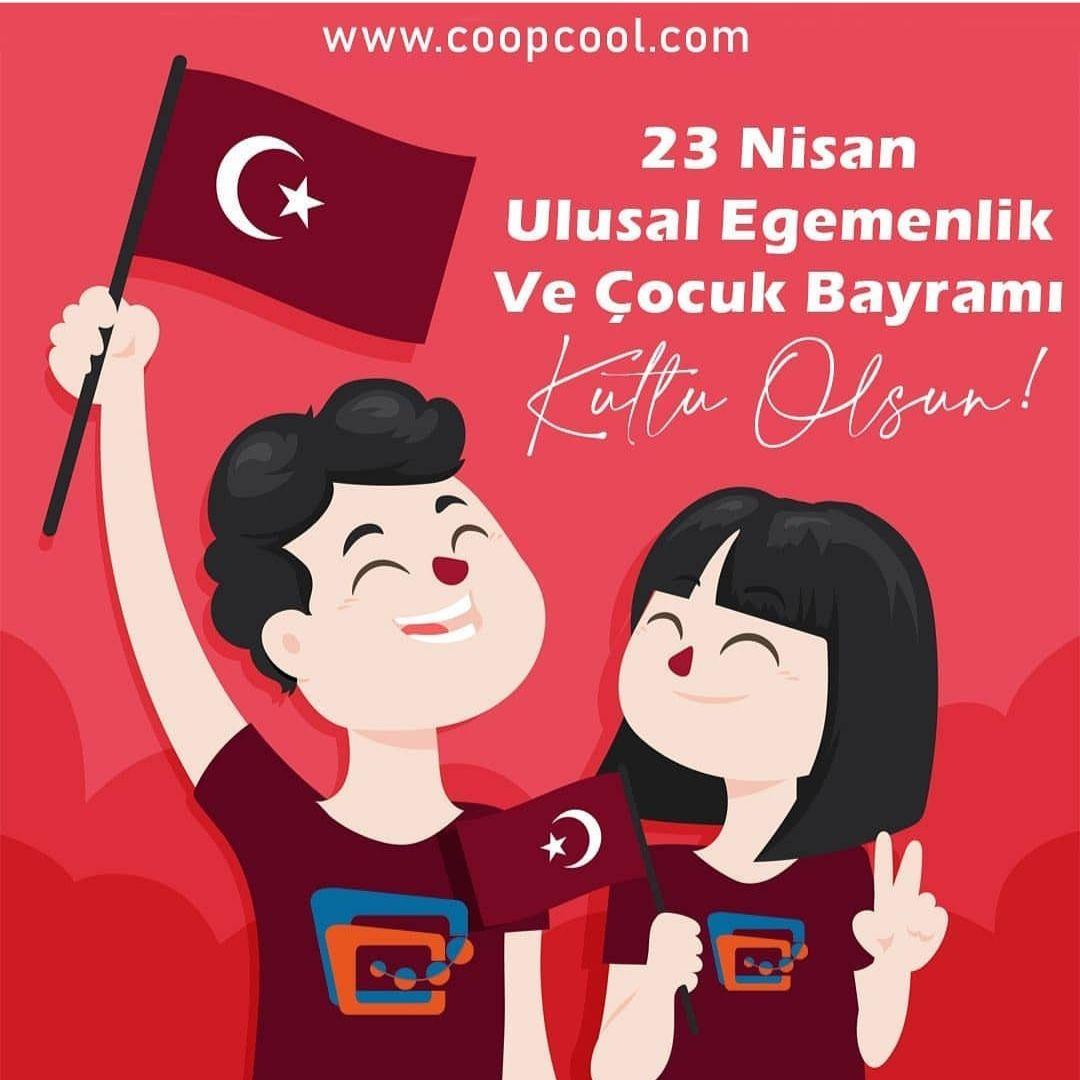 www.coopcool.com
23 Nisan
Ulusal Egemenlik
Ve Çocuk Bayramı
Kutlu Olsun!